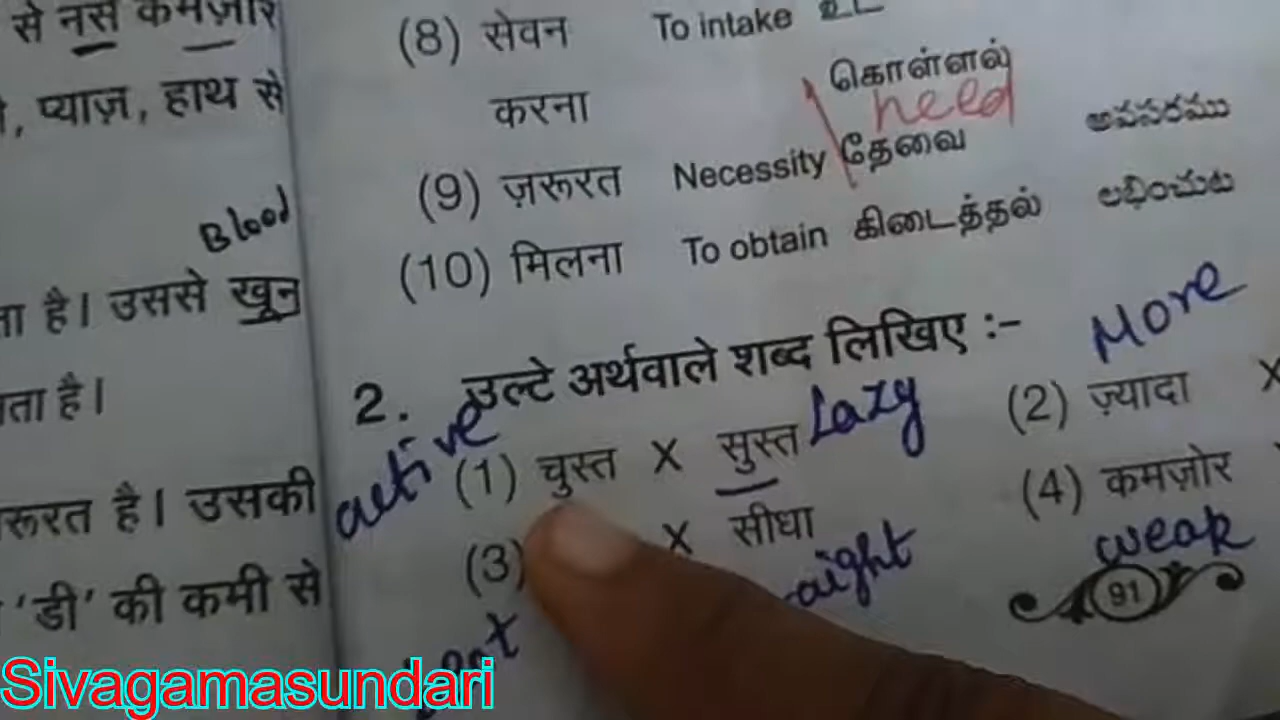 से नसें कमज़ोर
, प्याज़, हाथ से
Blood
ता है। उससे खून
है।
ज़रूरत है। उसकी
'डी' की कमी से
(8) सेवन करना To intake கொள்ளல்
need
(9) ज़रूरत Necessity தேவை అవసరము
(10) मिलना To obtain கிடைத்தல் లభించుట
2. उल्टे अर्थवाले शब्द लिखिए :-
active (1) चुस्त X सुस्त Lazy
More
(2) ज़्यादा X
(3) X सीधा
(4) कमज़ोर
weak
91
Sivagamasundari